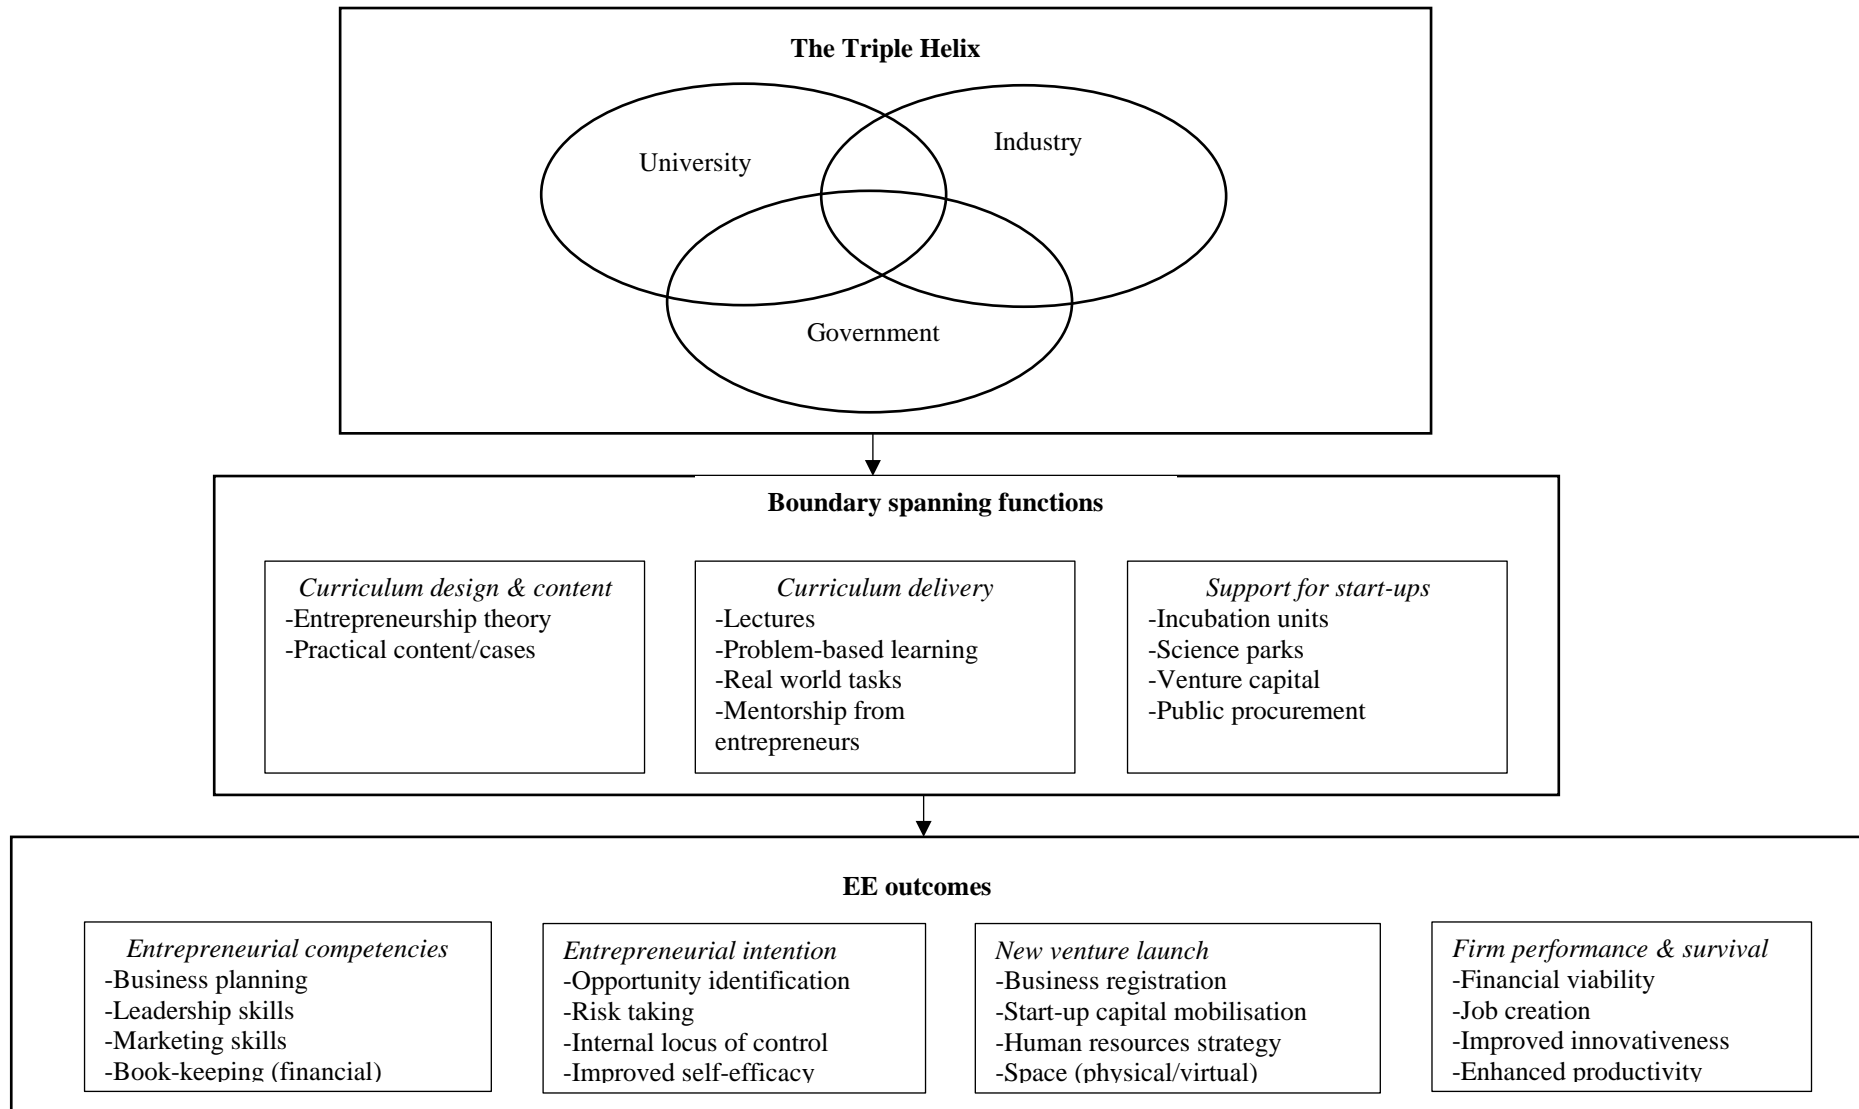 The Triple Helix
University
Industry
Government
Boundary spanning functions
Curriculum design & content
-Entrepreneurship theory
-Practical content/cases
Curriculum delivery
-Lectures
-Problem-based learning
-Real world tasks
-Mentorship from
entrepreneurs
Support for start-ups
-Incubation units
-Science parks
-Venture capital
-Public procurement
EE outcomes
Entrepreneurial competencies
-Business planning
-Leadership skills
-Marketing skills
-Book-keeping (financial)
Entrepreneurial intention
-Opportunity identification
-Risk taking
-Internal locus of control
-Improved self-efficacy
New venture launch
-Business registration
-Start-up capital mobilisation
-Human resources strategy
-Space (physical/virtual)
Firm performance & survival
-Financial viability
-Job creation
-Improved innovativeness
-Enhanced productivity